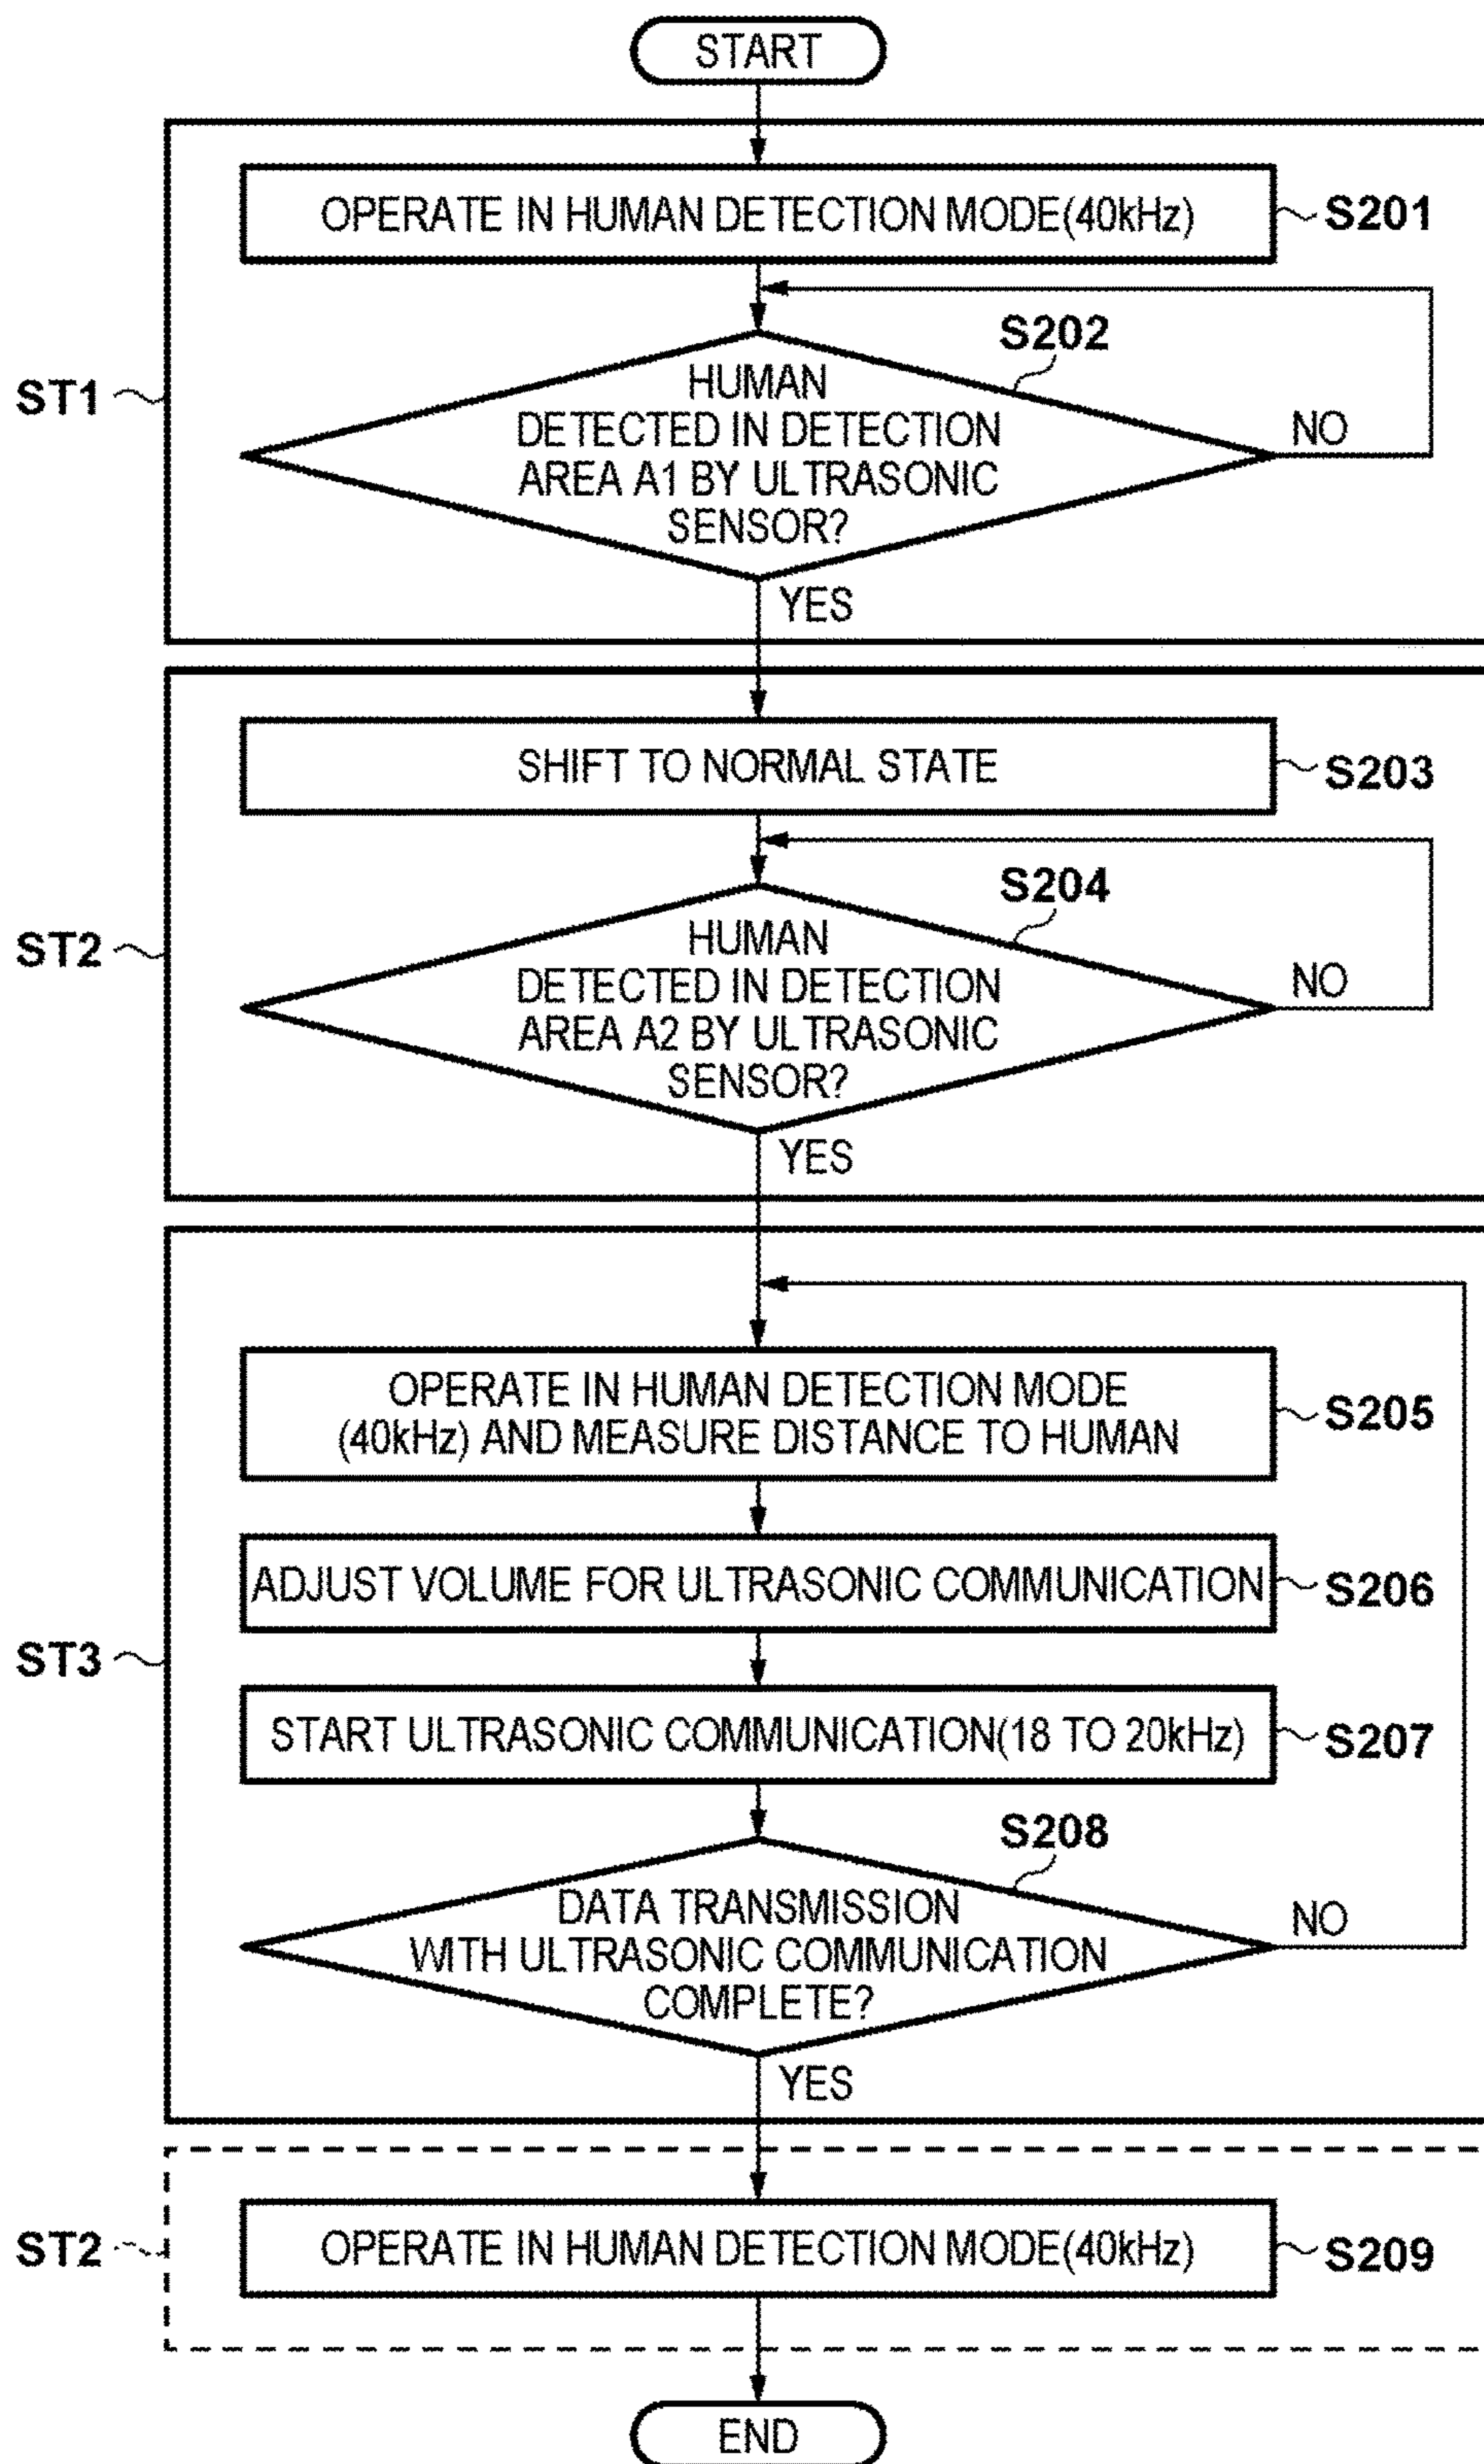 START
OPERATE IN HUMAN DETECTION MODE(40kHz)
S201
S202
HUMAN
DETECTED IN DETECTION
AREA A1 BY ULTRASONIC
SENSOR?
NO
ST1
YES
SHIFT TO NORMAL STATE
S203
S204
HUMAN
DETECTED IN DETECTION
AREA A2 BY ULTRASONIC
SENSOR?
NO
ST2
YES
OPERATE IN HUMAN DETECTION MODE
(40kHz) AND MEASURE DISTANCE TO HUMAN
S205
ADJUST VOLUME FOR ULTRASONIC COMMUNICATION
S206
ST3
START ULTRASONIC COMMUNICATION(18 TO 20kHz)
S207
S208
DATA TRANSMISSION
WITH ULTRASONIC COMMUNICATION
COMPLETE?
NO
YES
ST2
OPERATE IN HUMAN DETECTION MODE(40kHz)
S209
END